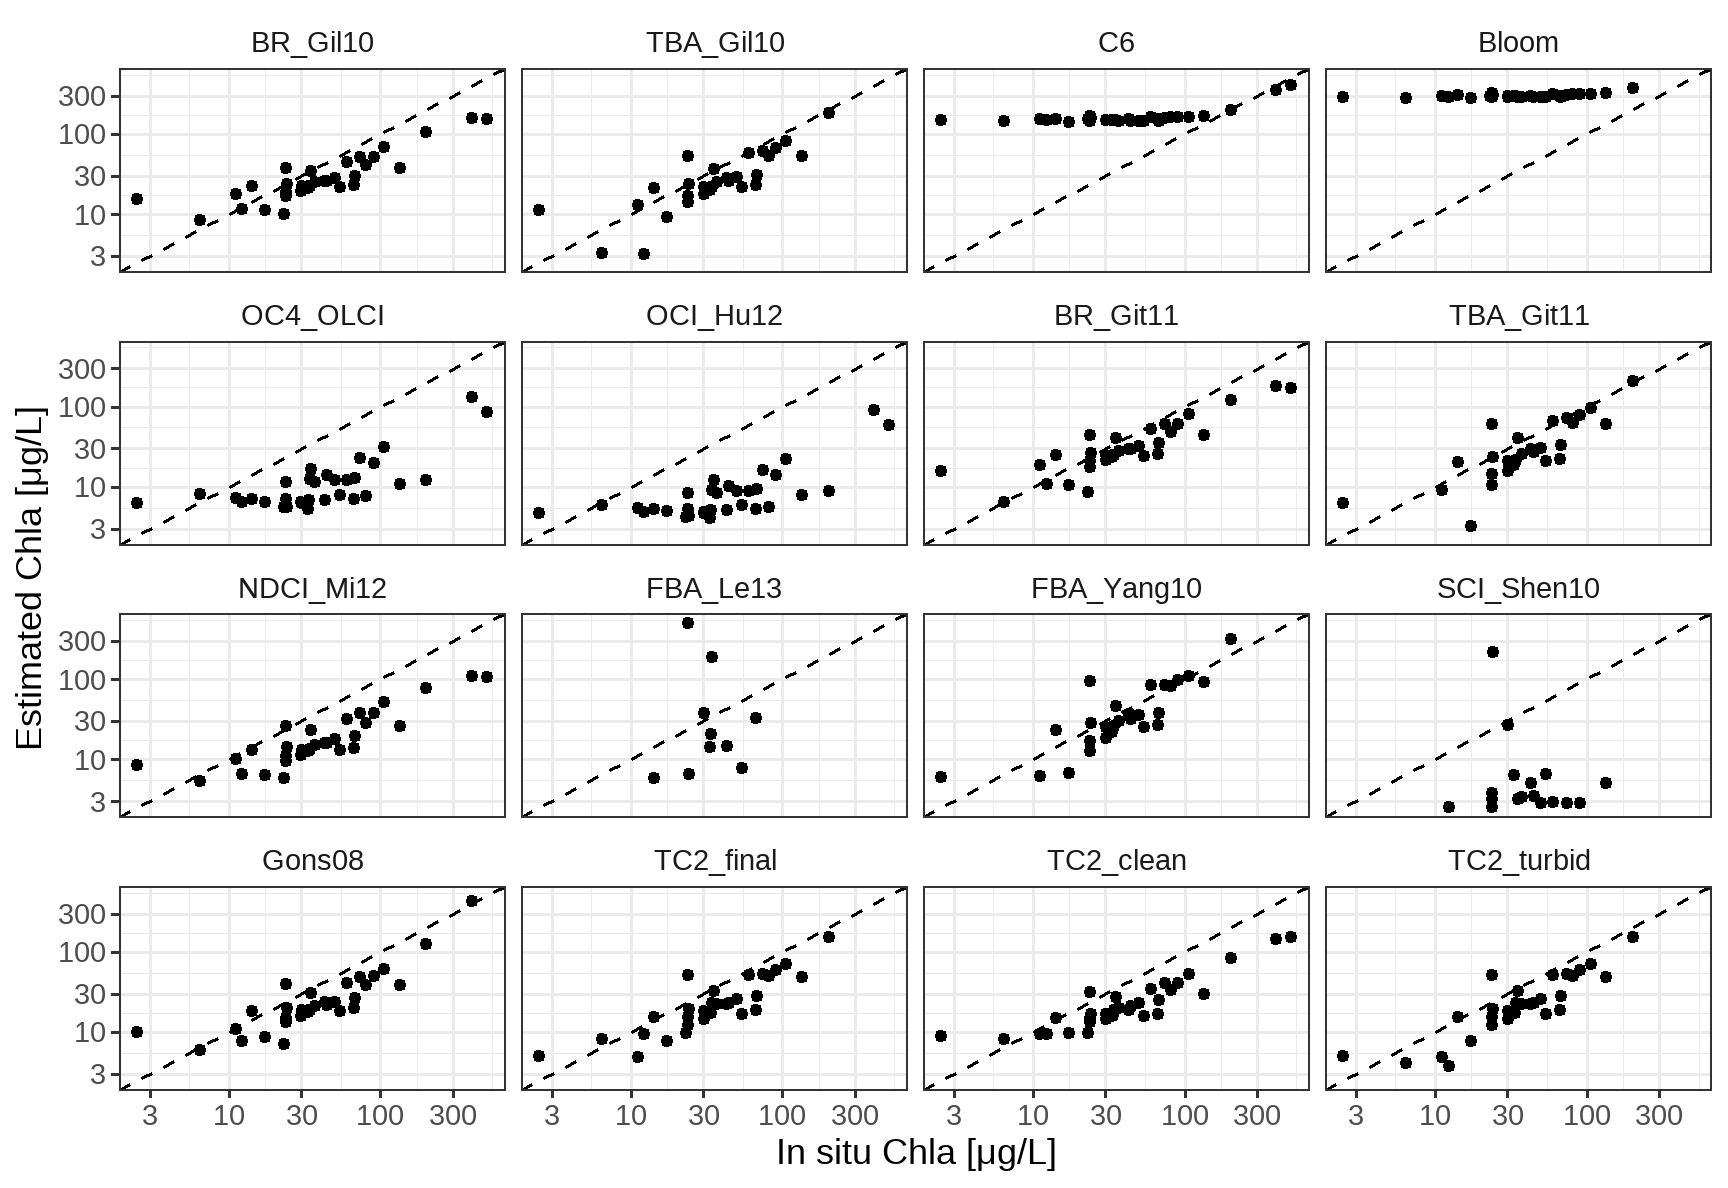 BR_Gil10 TBA_Gil10 C6 Bloom
300
100
30
10
3
OC4_OLCI OCI_Hu12 BR_Git11 TBA_Git11
300
100
30
10
3
Estimated Chla [μg/L]
NDCI_Mi12 FBA_Le13 FBA_Yang10 SCI_Shen10
300
100
30
10
3
Gons08 TC2_final TC2_clean TC2_turbid
300
100
30
10
3
3 10 30 100 300 3 10 30 100 300 3 10 30 100 300 3 10 30 100 300
In situ Chla [μg/L]